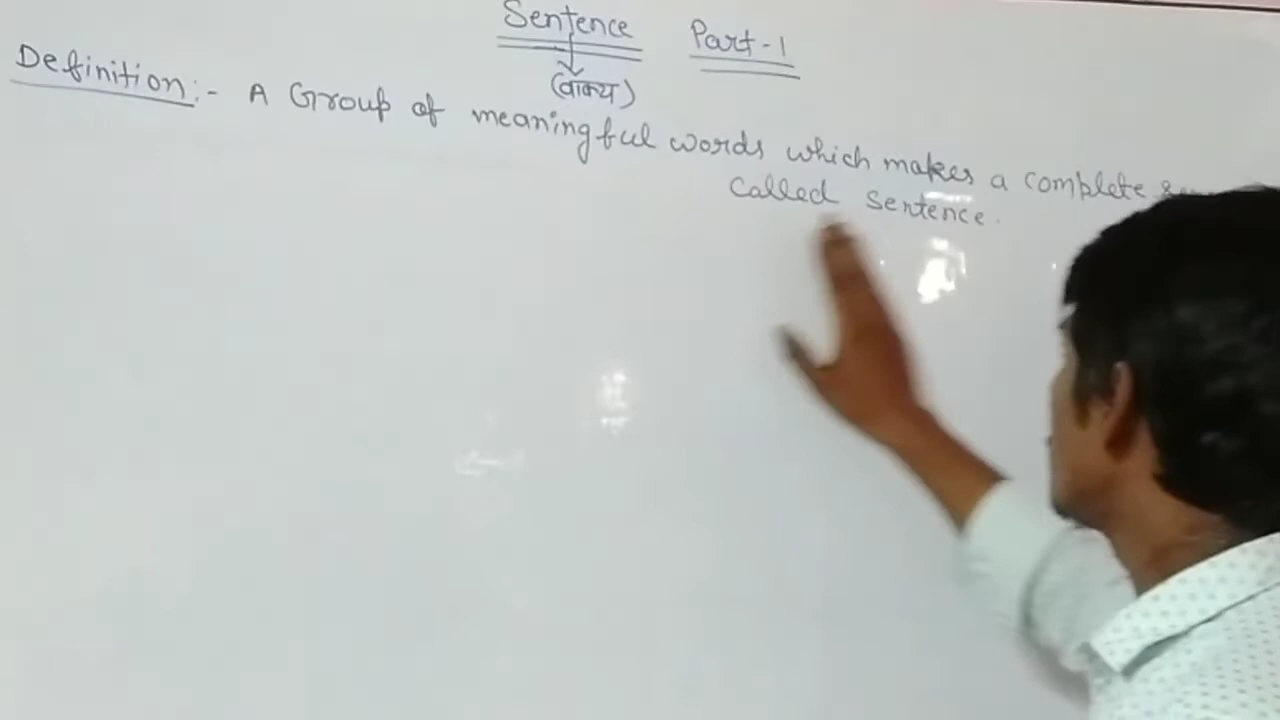 Sentence Part-1
(वाक्य)
Definition:- A Group of meaningful words which makes a complete
called sentence.